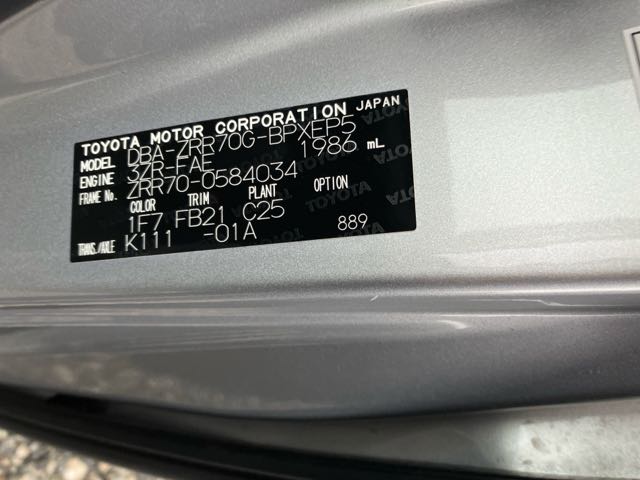 TOYOTA MOTOR CORPORATION JAPAN
MODEL DBA-ZRR70G-BPXEP5
ENGINE 3ZR-FAE 1986 mL
FRAME No. ZRR70-0584034
COLOR TRIM PLANT OPTION
1F7 FB21 C25
TRANS./AXLE K111 -01A 889